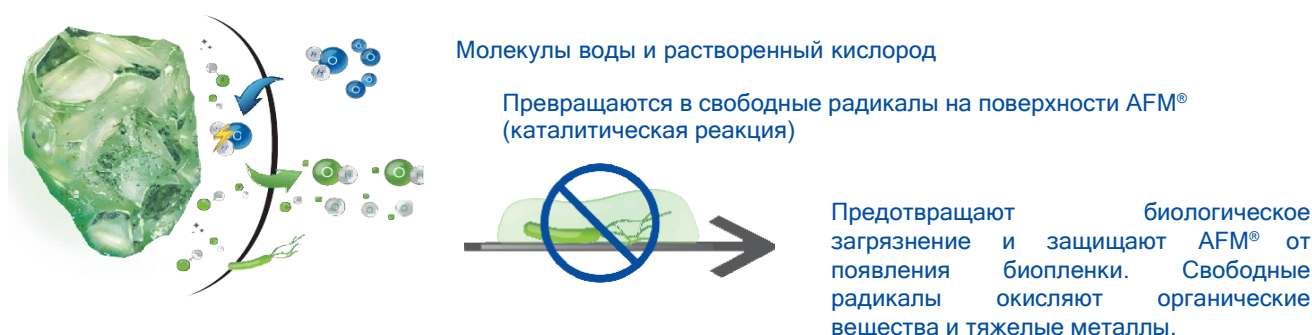 Молекулы воды и растворенный кислород
Превращаются в свободные радикалы на поверхности AFM®
(каталитическая реакция)
Предотвращают биологическое
загрязнение и защищают AFM® от
появления биопленки. Свободные
радикалы окисляют органические
вещества и тяжелые металлы.